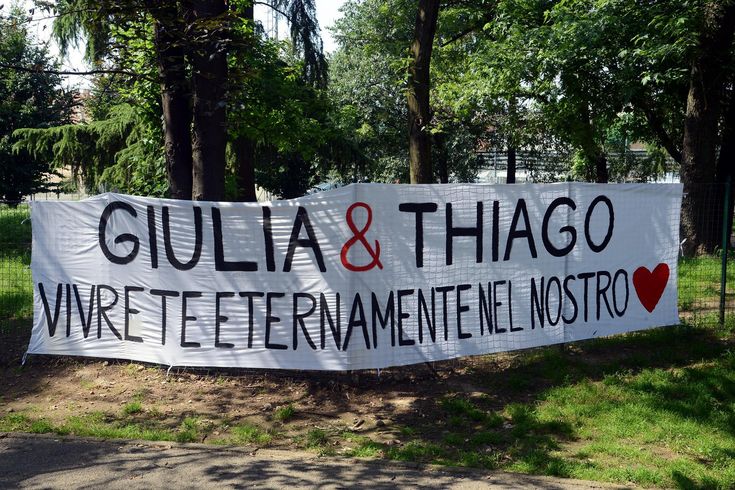 GIULIA & THIAGO
VIVRETE ETERNAMENTE NEL NOSTRO ♥